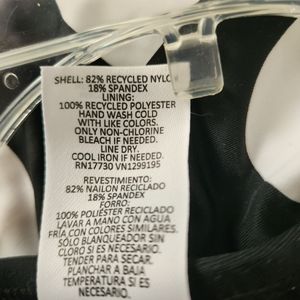 SHELL: 82% RECYCLED NYLO
18% SPANDEX
LINING:
100% RECYCLED POLYESTER
HAND WASH COLD
WITH LIKE COLORS.
ONLY NON-CHLORINE
BLEACH IF NEEDED.
LINE DRY.
COOL IRON IF NEEDED.
RN17730 VN1299195
REVESTIMIENTO:
82% NAILON RECICLADO
18% SPANDEX
FORRO:
100% POLIÉSTER RECICLADO
LAVAR A MANO CON AGUA
FRÍA CON COLORES SIMILARES.
SÓLO BLANQUEADOR SIN
CLORO SI ES NECESARIO.
TENDER PARA SECAR.
PLANCHAR A BAJA
TEMPERATURA SI ES
NECESARIO.